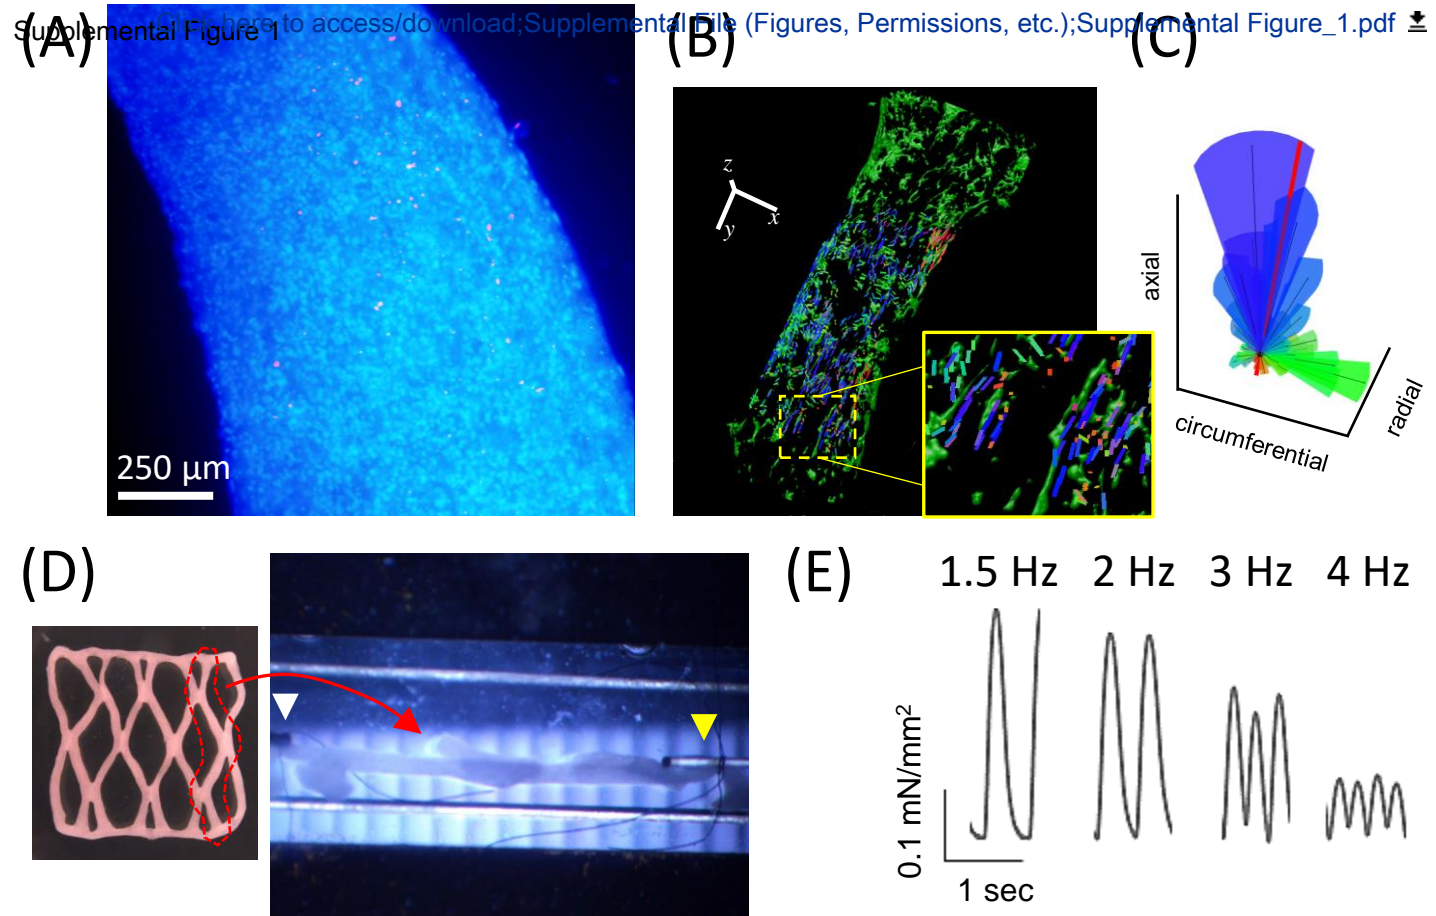 Supplemental Figure 1
Click here to access/download;Supplemental File (Figures, Permissions, etc.);Supplemental Figure_1.pdf
(A)
(B)
(C)
250 µm
z
x
y
axial
circumferential
radial
(D)
(E)
1.5 Hz 2 Hz 3 Hz 4 Hz
0.1 mN/mm²
1 sec